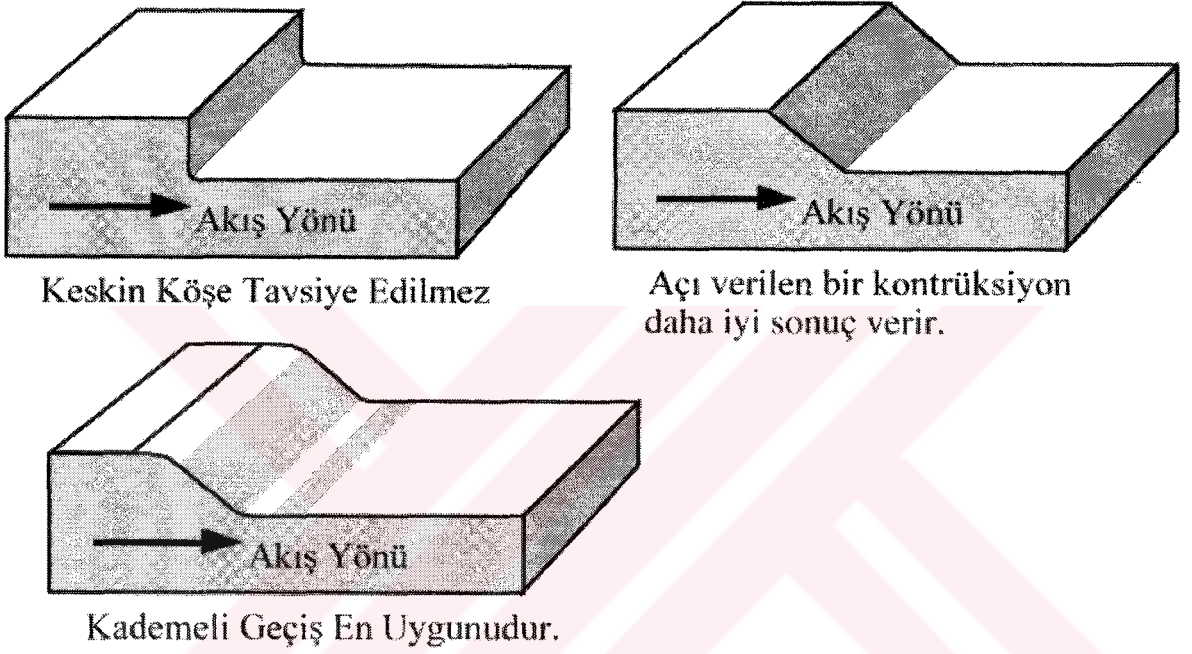 Akış Yönü
Keskin Köşe Tavsiye Edilmez
Akış Yönü
Açı verilen bir kontrüksiyon
daha iyi sonuç verir.
Akış Yönü
Kademeli Geçiş En Uygunudur.